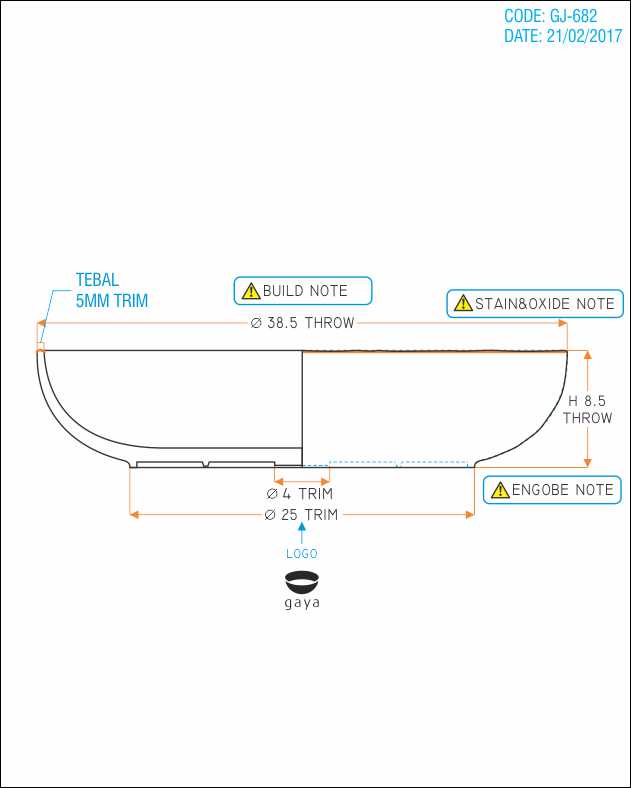 CODE: GJ-682
DATE: 21/02/2017
TEBAL
5MM TRIM
BUILD NOTE
STAIN&OXIDE NOTE
Ø 38.5 THROW
H 8.5
THROW
Ø 4 TRIM
ENGOBE NOTE
Ø 25 TRIM
LOGO
gaya